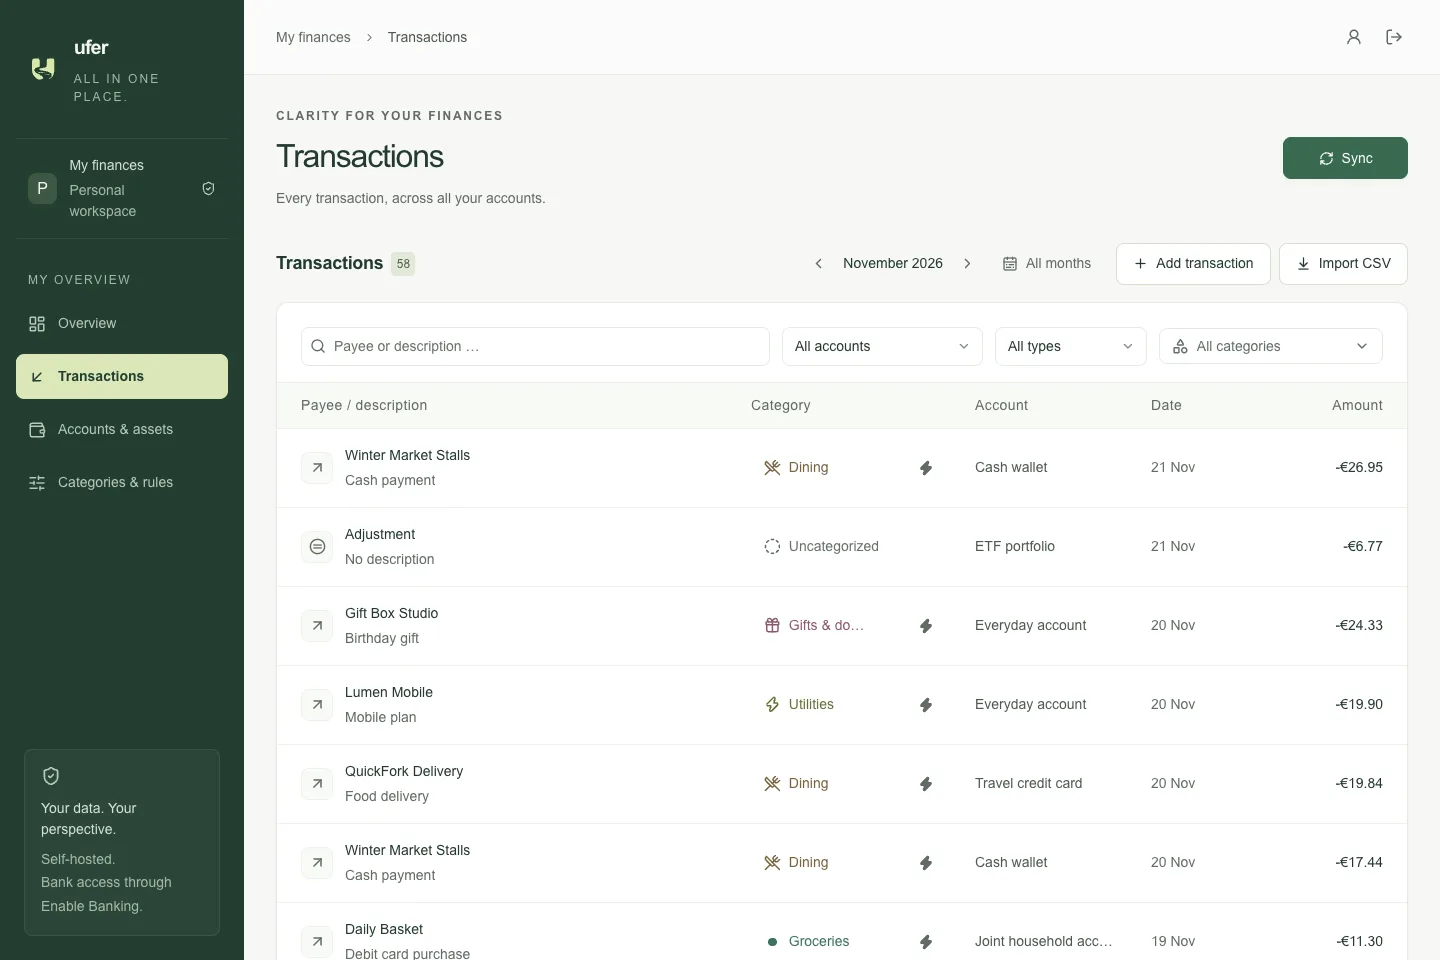 ufer
ALL IN ONE
PLACE.
P
My finances
Personal
workspace
MY OVERVIEW
Overview
Transactions
Accounts & assets
Categories & rules
Your data. Your
perspective.
Self-hosted.
Bank access through
Enable Banking.
My finances > Transactions
CLARITY FOR YOUR FINANCES
Transactions
Sync
Every transaction, across all your accounts.
Transactions 58
November 2026
All months
Add transaction
Import CSV
Payee or description …
All accounts
All types
All categories
Payee / description Category Account Date Amount
Winter Market Stalls
Cash payment
Dining Cash wallet 21 Nov -€26.95
Adjustment
No description
Uncategorized ETF portfolio 21 Nov -€6.77
Gift Box Studio
Birthday gift
Gifts & do… Everyday account 20 Nov -€24.33
Lumen Mobile
Mobile plan
Utilities Everyday account 20 Nov -€19.90
QuickFork Delivery
Food delivery
Dining Travel credit card 20 Nov -€19.84
Winter Market Stalls
Cash payment
Dining Cash wallet 20 Nov -€17.44
Daily Basket
Debit card purchase
Groceries Joint household acc… 19 Nov -€11.30